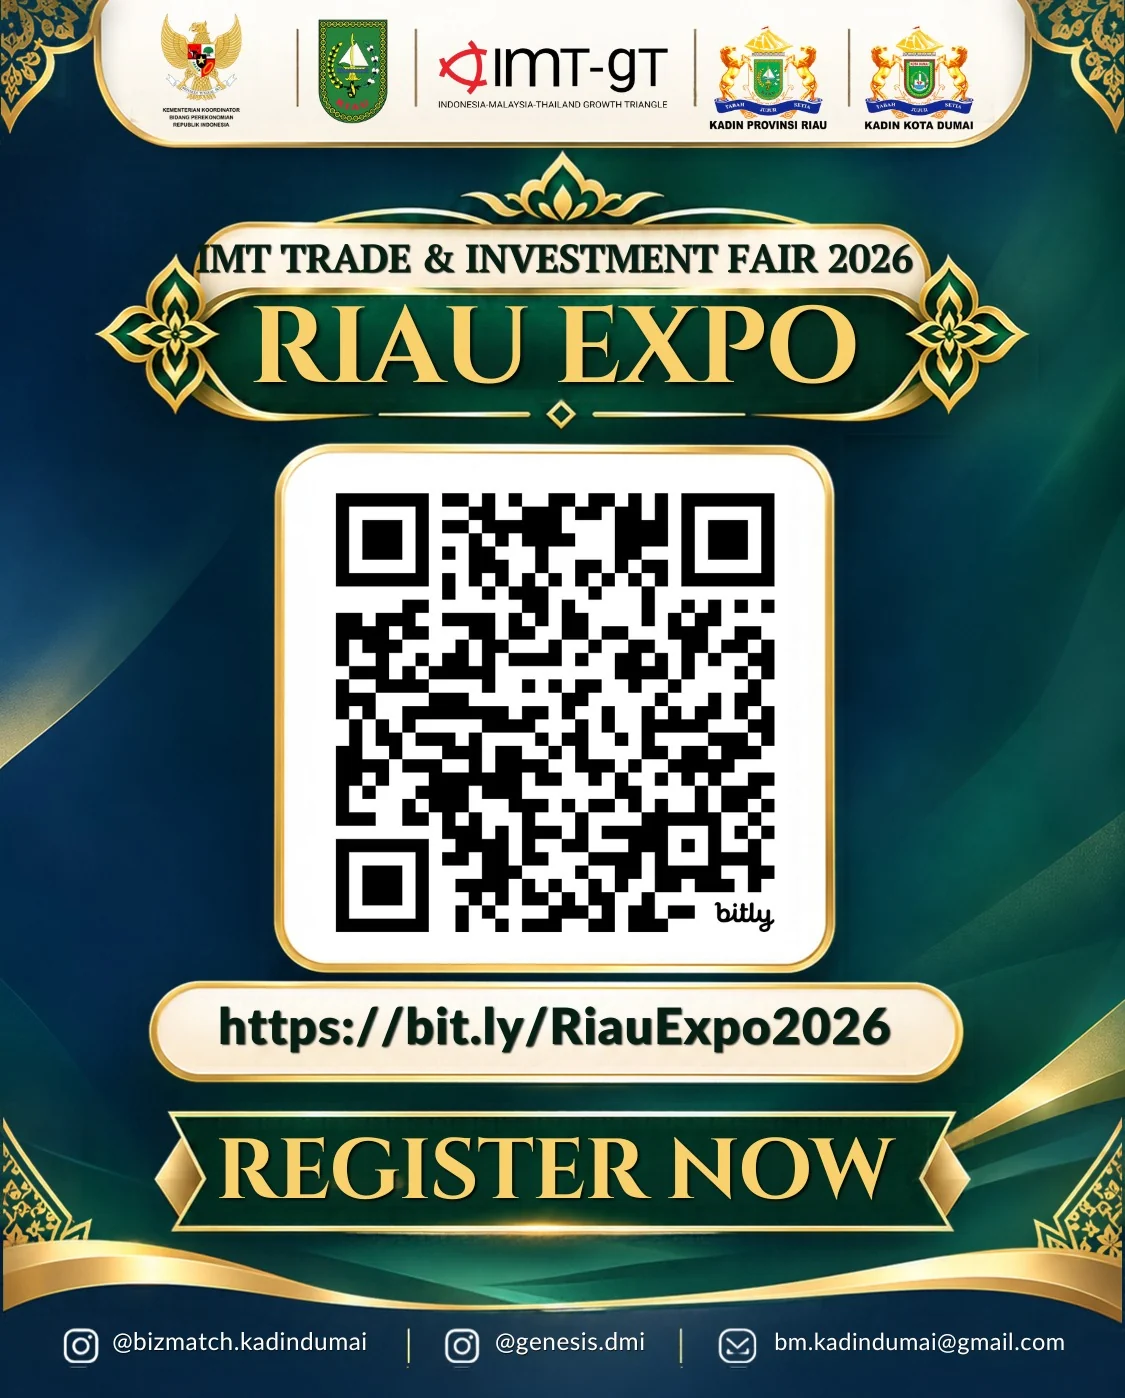 KEMENTERIAN KOORDINATOR
BIDANG PEREKONOMIAN
REPUBLIK INDONESIA
RIAU
imT-gT
INDONESIA-MALAYSIA-THAILAND GROWTH TRIANGLE
TABAH JUJUR SETIA
KADIN PROVINSI RIAU
TABAH JUJUR SETIA
KADIN KOTA DUMAI
IMT TRADE & INVESTMENT FAIR 2026
RIAU EXPO
bitly
https://bit.ly/RiauExpo2026
REGISTER NOW
@bizmatch.kadindumai
@genesis.dmi
bm.kadindumai@gmail.com